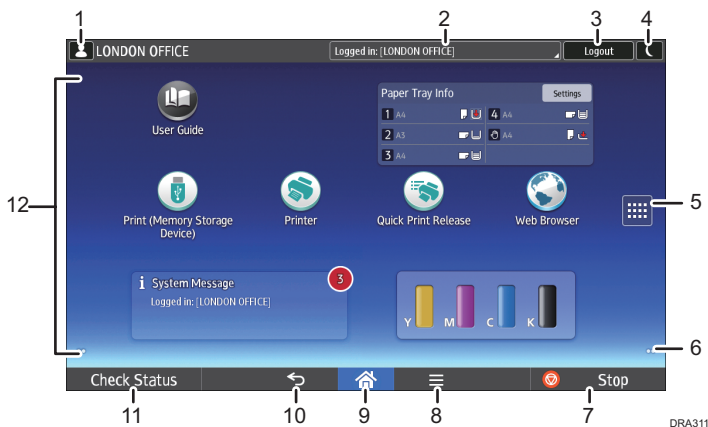 1
2
3
4
LONDON OFFICE
Logged in: [LONDON OFFICE]
Logout
12
User Guide
Paper Tray Info
Settings
1 A4
4 A4
2 A3
A4
3 A4
5
Print (Memory Storage
Device)
Printer
Quick Print Release
Web Browser
i System Message
3
Logged in: [LONDON OFFICE]
Y
M
C
K
6
Check Status
Stop
11
10
9
8
7
DRA311